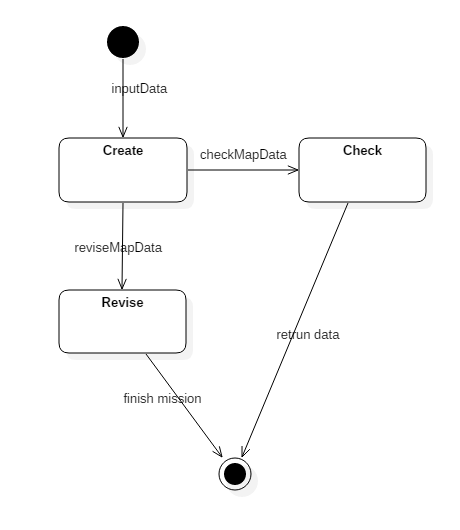 inputData
Create
checkMapData
Check
reviseMapData
Revise
retrun data
finish mission